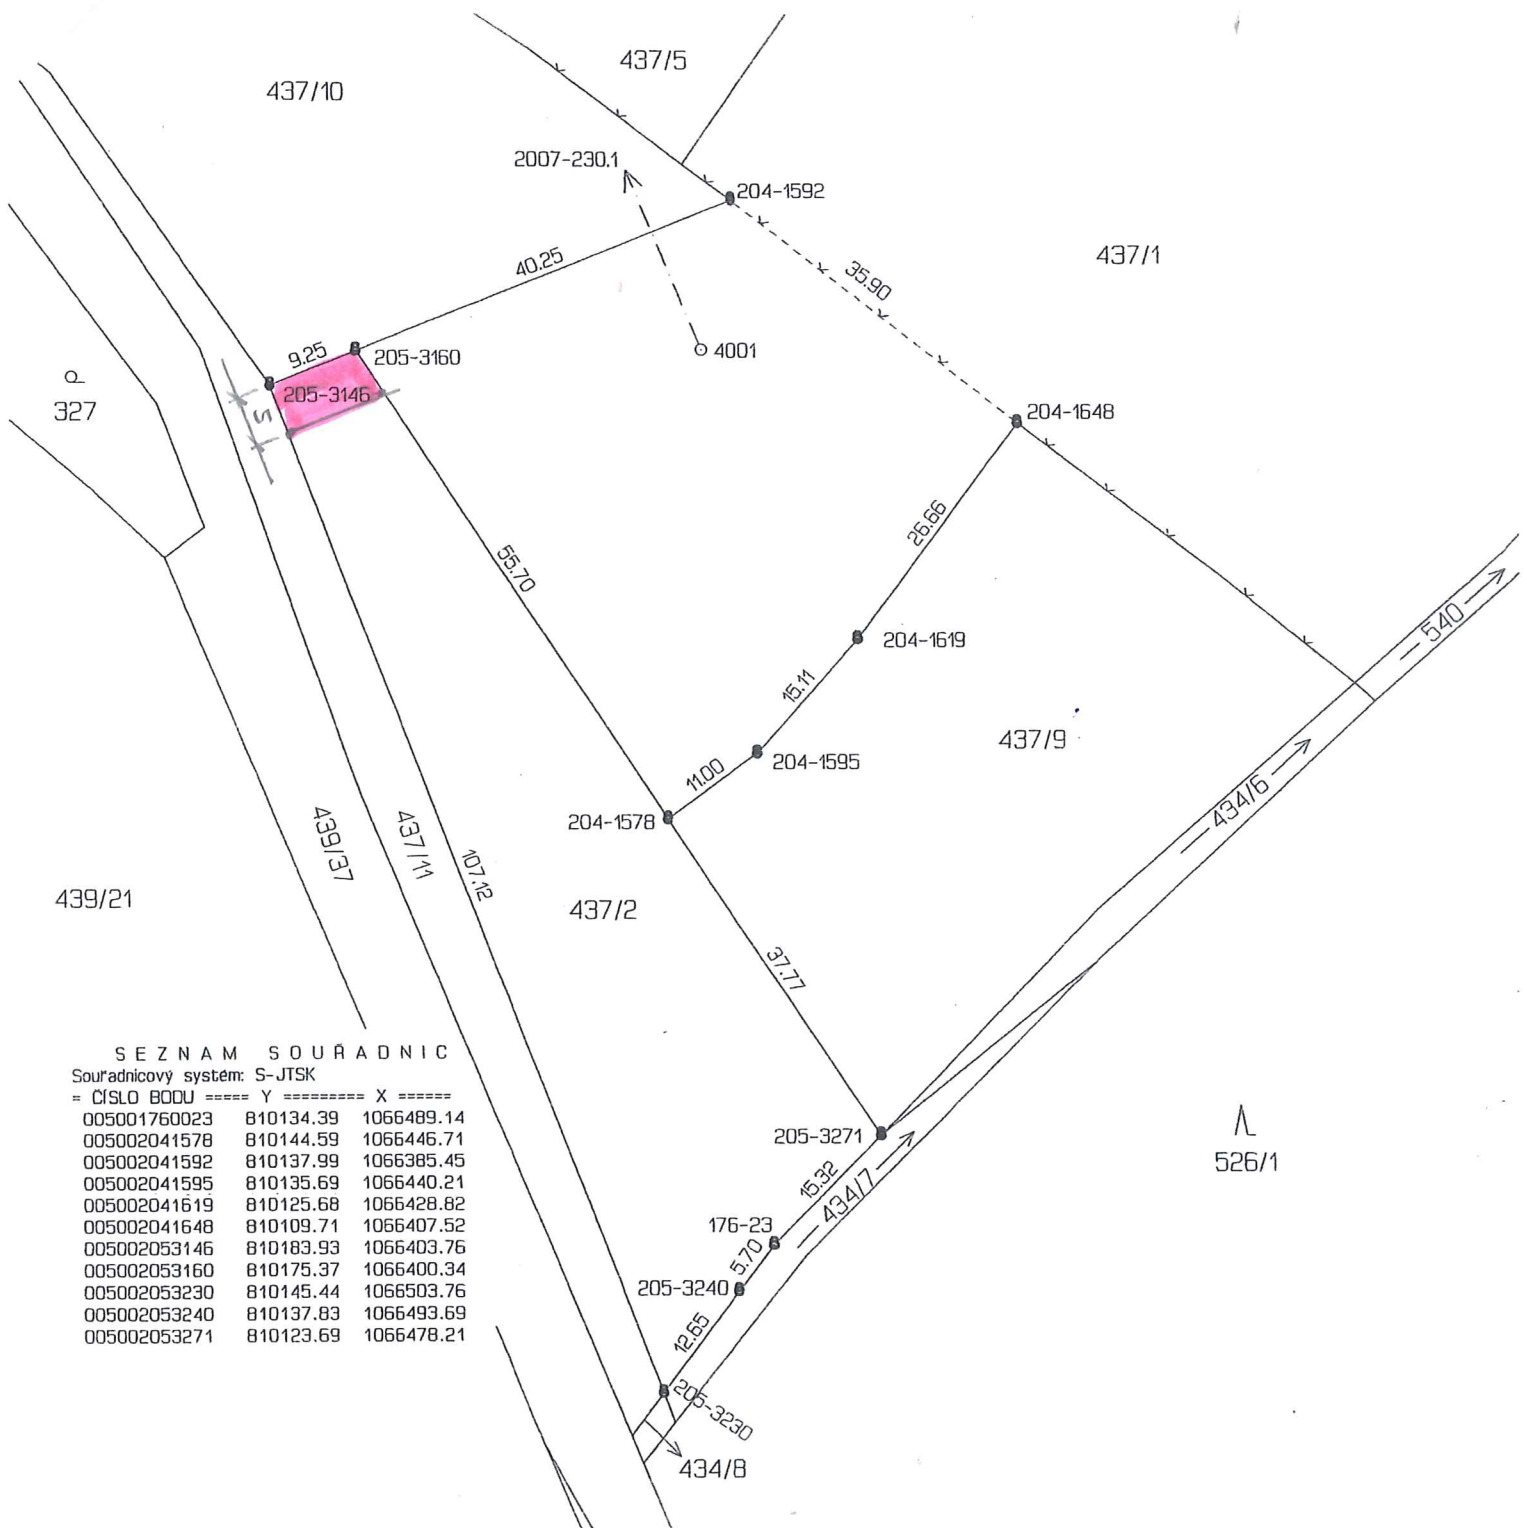 437/5
437/10
2007-230.1
204-1592
437/1
40.25
35.90
4001
9.25
205-3160
205-3146
5
327
204-1648
26.66
55.70
540
204-1619
15.11
437/9
204-1595
11.00
434/6
204-1578
439/37
437/11
107.12
439/21
437/2
37.77
SEZNAM SOUŘADNIC
Souřadnicový systém: S-JTSK
= ČÍSLO BODU ===== Y ========= X ======
005001760023 810134.39 1066489.14
005002041578 810144.59 1066446.71
005002041592 810137.99 1066385.45
005002041595 810135.69 1066440.21
005002041619 810125.68 1066428.82
005002041648 810109.71 1066407.52
005002053146 810183.93 1066403.76
005002053160 810175.37 1066400.34
005002053230 810145.44 1066503.76
005002053240 810137.83 1066493.69
005002053271 810123.69 1066478.21
205-3271
526/1
15.32
434/7
176-23
5.70
205-3240
12.65
205-3230
434/8